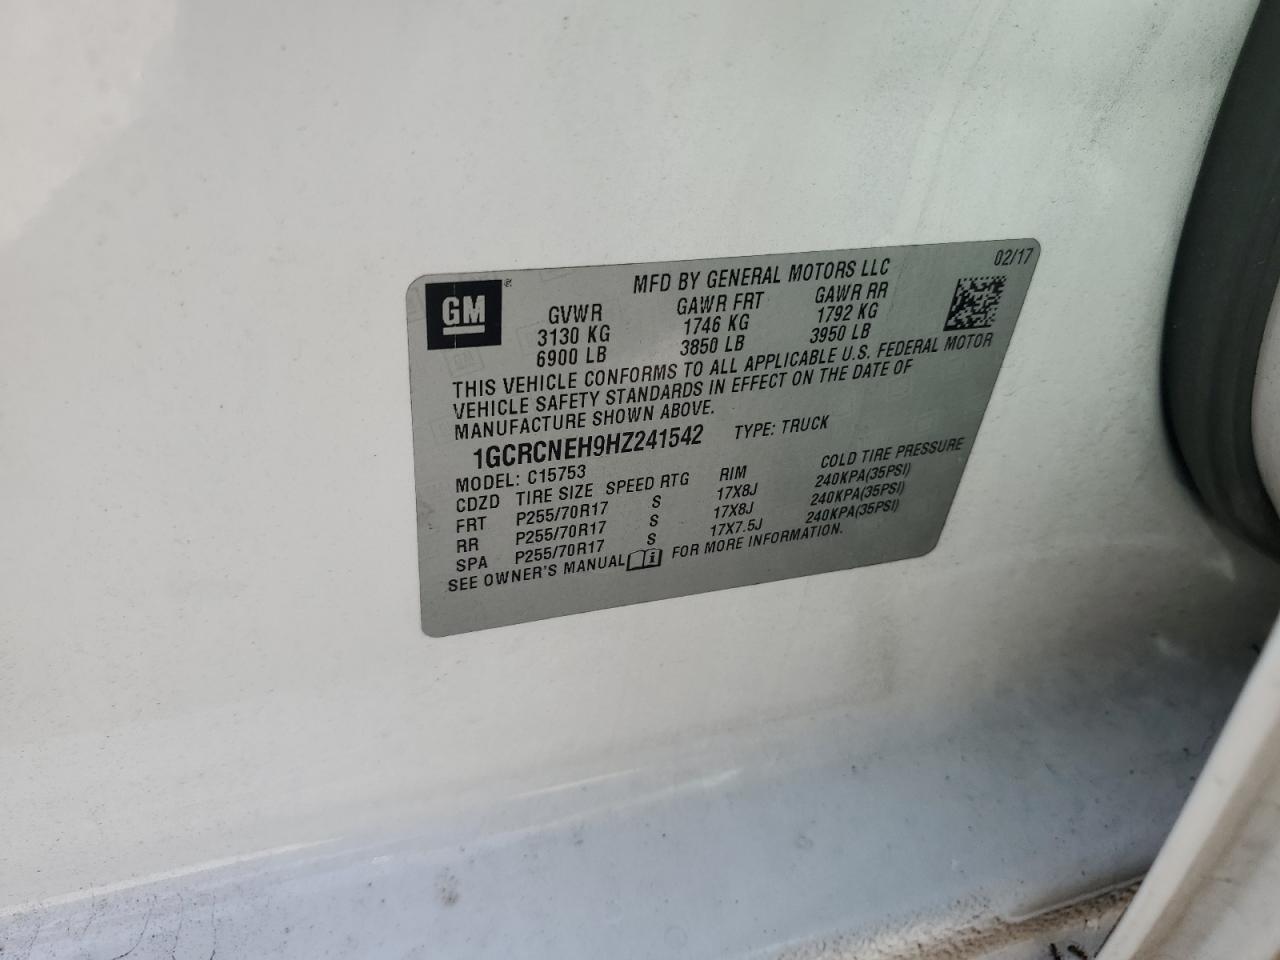 02/17
MFD BY GENERAL MOTORS LLC
GM®
GVWR GAWR FRT GAWR RR
3130 KG 1746 KG 1792 KG
6900 LB 3850 LB 3950 LB
THIS VEHICLE CONFORMS TO ALL APPLICABLE U.S. FEDERAL MOTOR
VEHICLE SAFETY STANDARDS IN EFFECT ON THE DATE OF
MANUFACTURE SHOWN ABOVE.
1GCRCNEH9HZ241542 TYPE: TRUCK
MODEL: C15753
CDZD TIRE SIZE SPEED RTG RIM COLD TIRE PRESSURE
FRT P255/70R17 S 17X8J 240KPA(35PSI)
RR P255/70R17 S 17X8J 240KPA(35PSI)
SPA P255/70R17 S 17X7.5J 240KPA(35PSI)
SEE OWNER'S MANUAL i FOR MORE INFORMATION.